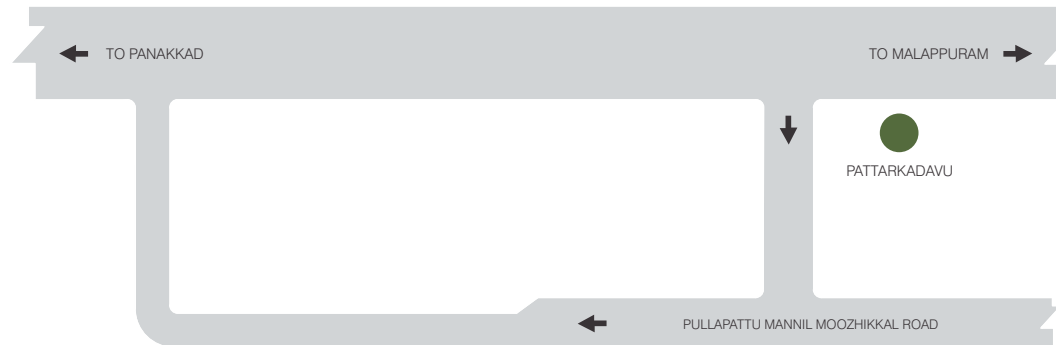 TO PANAKKAD
TO MALAPPURAM
PATTARKADAVU
PULLAPATTU MANNIL MOOZHIKKAL ROAD